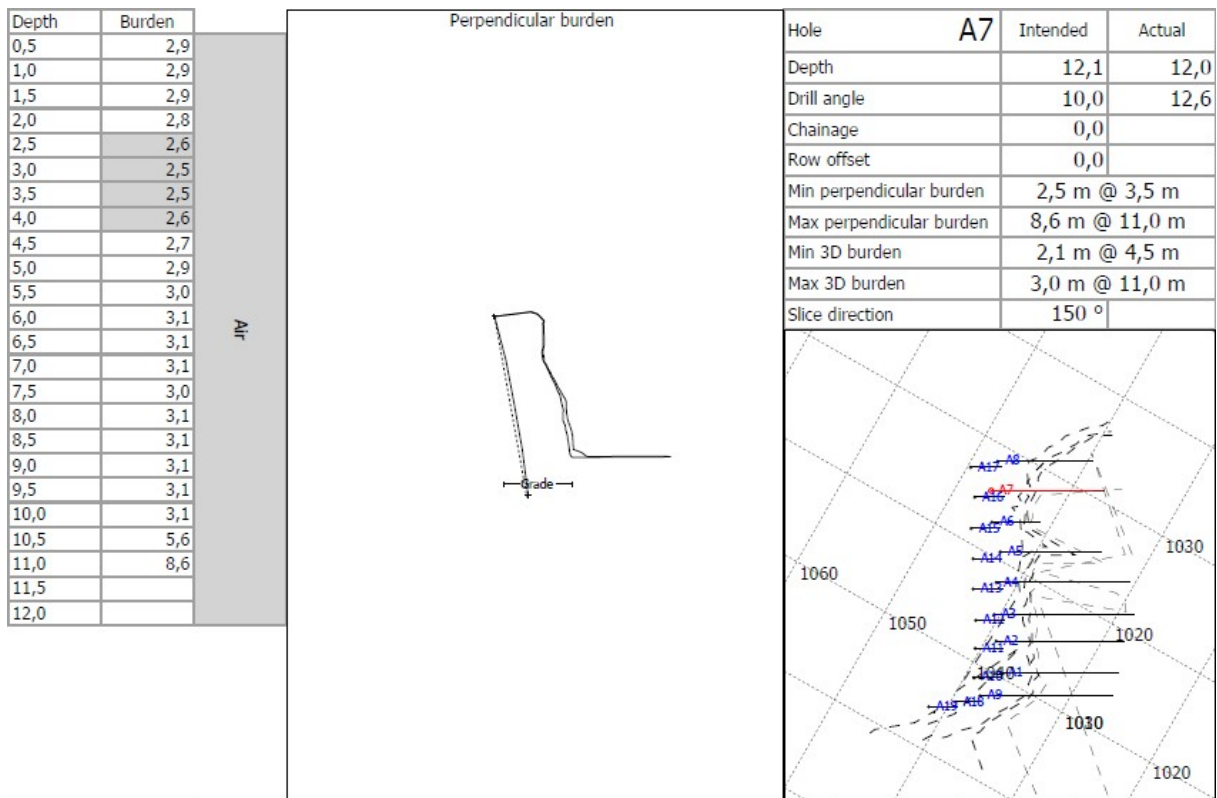 Depth Burden
0,5 2,9
1,0 2,9
1,5 2,9
2,0 2,8
2,5 2,6
3,0 2,5
3,5 2,5
4,0 2,6
4,5 2,7
5,0 2,9
5,5 3,0
6,0 3,1
6,5 3,1
7,0 3,1
7,5 3,0
8,0 3,1
8,5 3,1
9,0 3,1
9,5 3,1
10,0 3,1
10,5 5,6
11,0 8,6
11,5
12,0
Air
Perpendicular burden
Grade
Hole A7 Intended Actual
Depth 12,1 12,0
Drill angle 10,0 12,6
Chainage 0,0
Row offset 0,0
Min perpendicular burden 2,5 m @ 3,5 m
Max perpendicular burden 8,6 m @ 11,0 m
Min 3D burden 2,1 m @ 4,5 m
Max 3D burden 3,0 m @ 11,0 m
Slice direction 150 º
A17 A8
A7
A16
A15 A6
1030
A14 A5
1060
A13 A4
A12 A3
1050
1020
A11 A2
A1
A19 A18 A9
1020